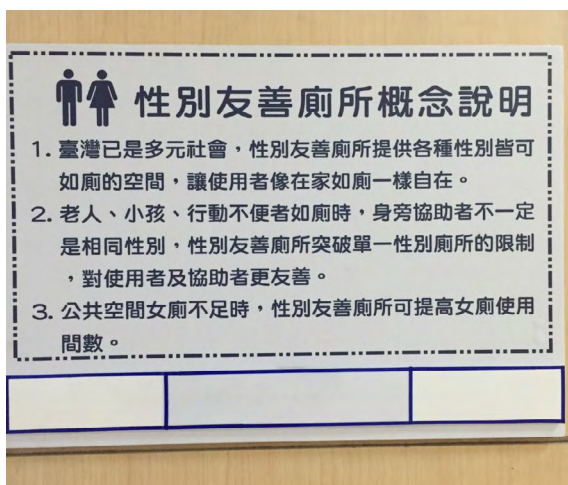 性別友善廁所概念說明
1. 臺灣已是多元社會，性別友善廁所提供各種性別皆可
如廁的空間，讓使用者像在家如廁一樣自在。
2. 老人、小孩、行動不便者如廁時，身旁協助者不一定
是相同性別，性別友善廁所突破單一性別廁所的限制
，對使用者及協助者更友善。
3. 公共空間女廁不足時，性別友善廁所可提高女廁使用
間數。